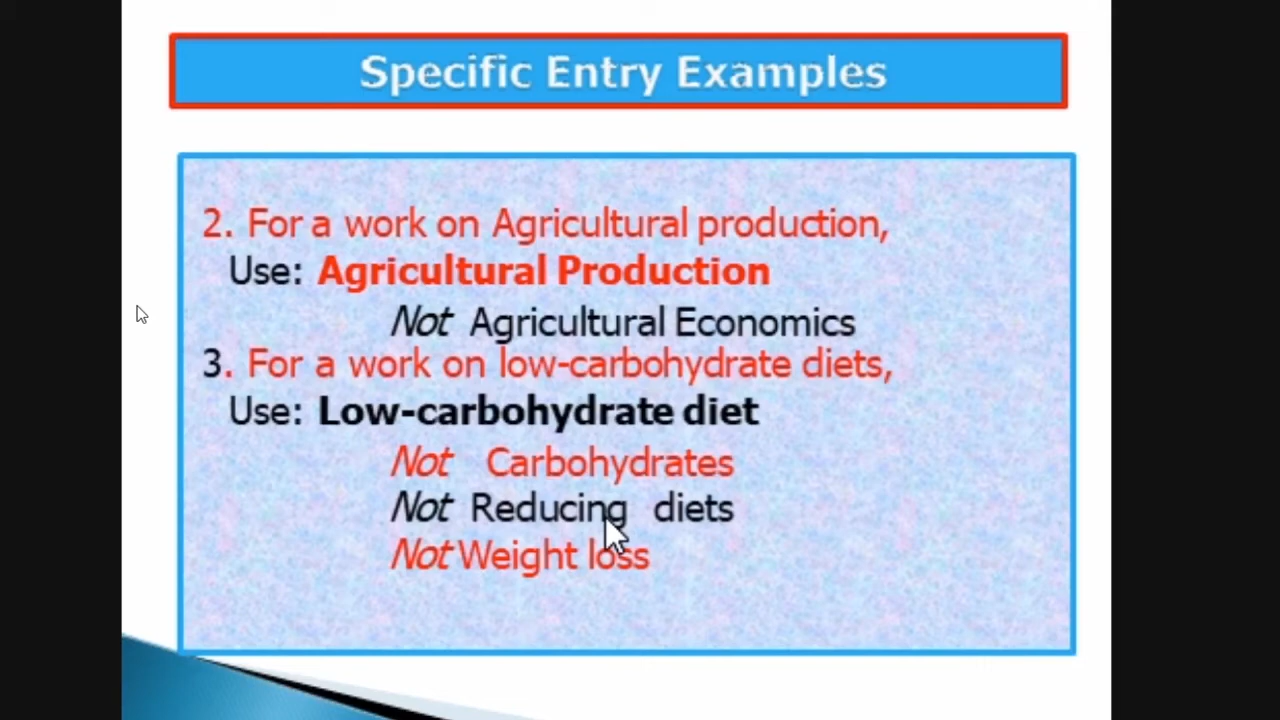 Specific Entry Examples
2. For a work on Agricultural production,
Use: Agricultural Production
Not Agricultural Economics
3. For a work on low-carbohydrate diets,
Use: Low-carbohydrate diet
Not Carbohydrates
Not Reducing diets
Not Weight loss